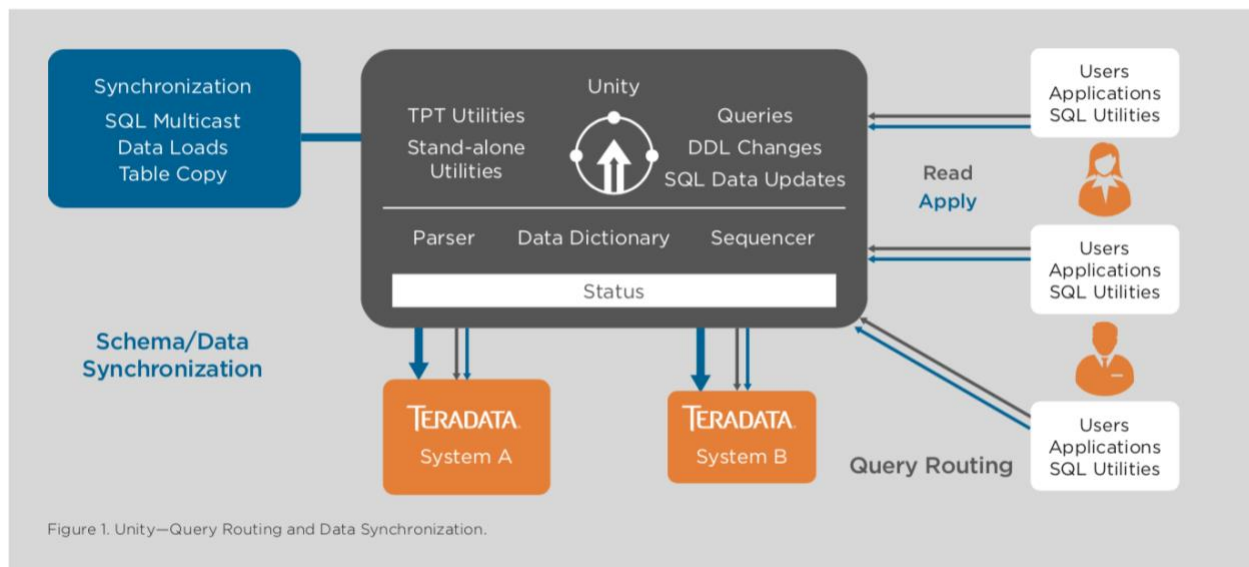 Synchronization
SQL Multicast
Data Loads
Table Copy
Unity
TPT Utilities
Stand-alone
Utilities
Queries
DDL Changes
SQL Data Updates
Parser
Data Dictionary
Sequencer
Status
Users
Applications
SQL Utilities
Read
Apply
Users
Applications
SQL Utilities
Schema/Data
Synchronization
TERADATA
System A
TERADATA
System B
Query Routing
Users
Applications
SQL Utilities
Figure 1. Unity—Query Routing and Data Synchronization.